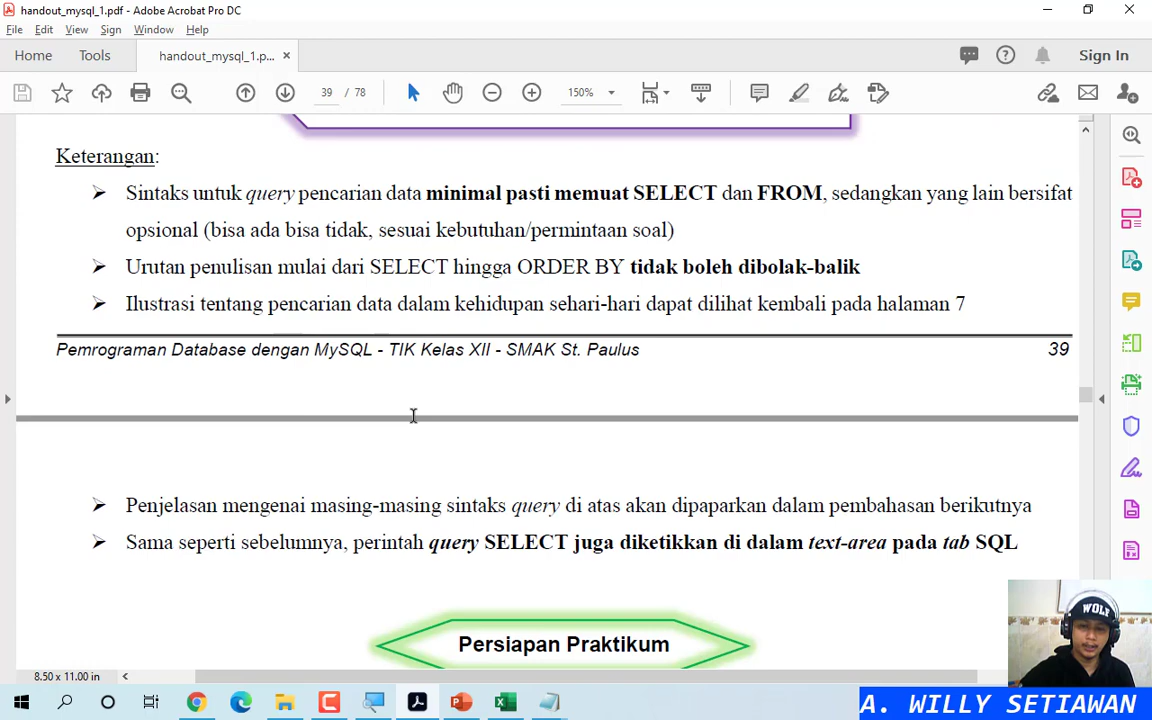 handout_mysql_1.pdf - Adobe Acrobat Pro DC
File Edit View Sign Window Help
Home Tools handout_mysql_1.p... × Sign In
39 / 78 150%
Keterangan:
➢ Sintaks untuk query pencarian data minimal pasti memuat SELECT dan FROM, sedangkan yang lain bersifat
opsional (bisa ada bisa tidak, sesuai kebutuhan/permintaan soal)
➢ Urutan penulisan mulai dari SELECT hingga ORDER BY tidak boleh dibolak-balik
➢ Ilustrasi tentang pencarian data dalam kehidupan sehari-hari dapat dilihat kembali pada halaman 7
Pemrograman Database dengan MySQL - TIK Kelas XII - SMAK St. Paulus 39
➢ Penjelasan mengenai masing-masing sintaks query di atas akan dipaparkan dalam pembahasan berikutnya
➢ Sama seperti sebelumnya, perintah query SELECT juga diketikkan di dalam text-area pada tab SQL
Persiapan Praktikum
8.50 x 11.00 in
WOLF
A. WILLY SETIAWAN